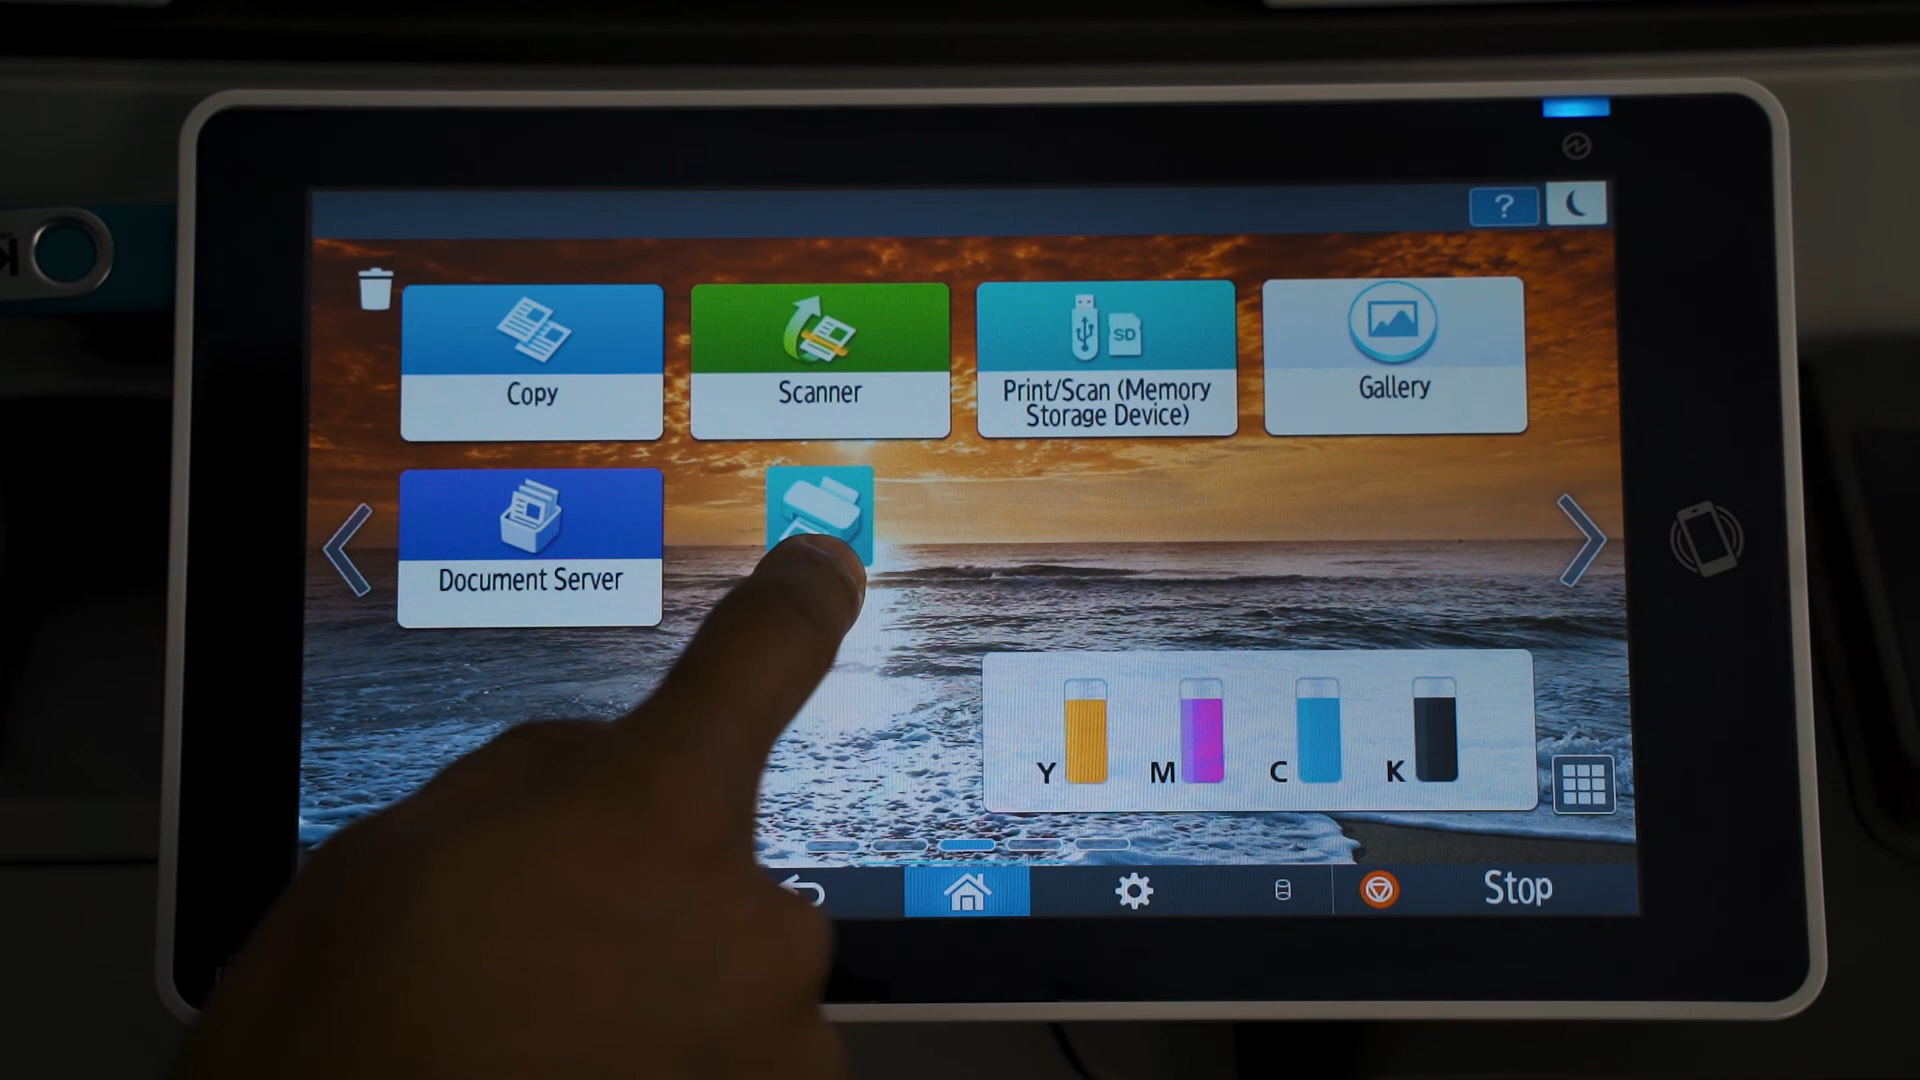 ?
SD
Copy
Scanner
Print/Scan (Memory
Storage Device)
Gallery
Document Server
Y
M
C
K
Stop
K